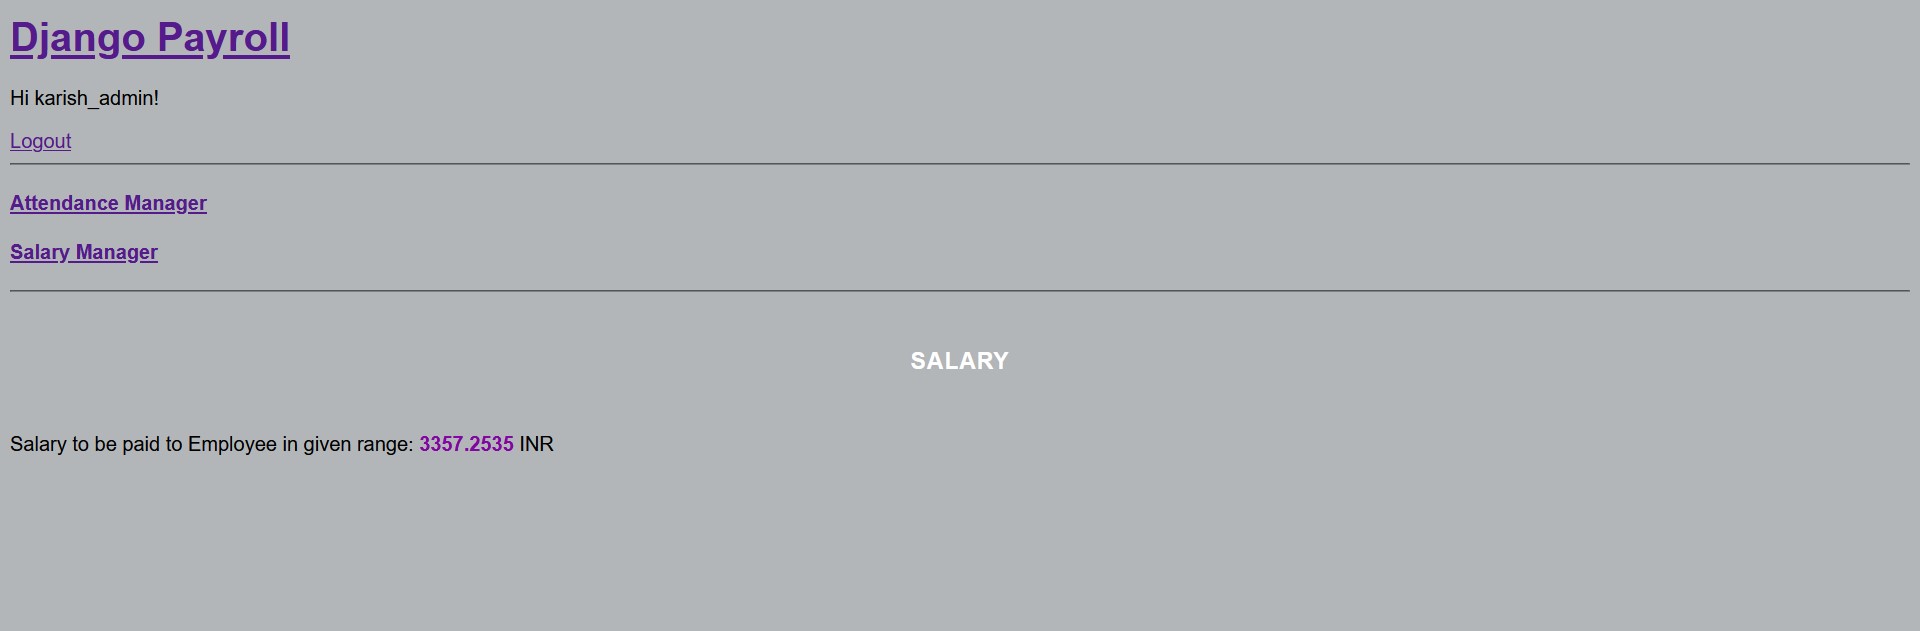 Django Payroll
Hi karish_admin!
Logout
Attendance Manager
Salary Manager
SALARY
Salary to be paid to Employee in given range: 3357.2535 INR